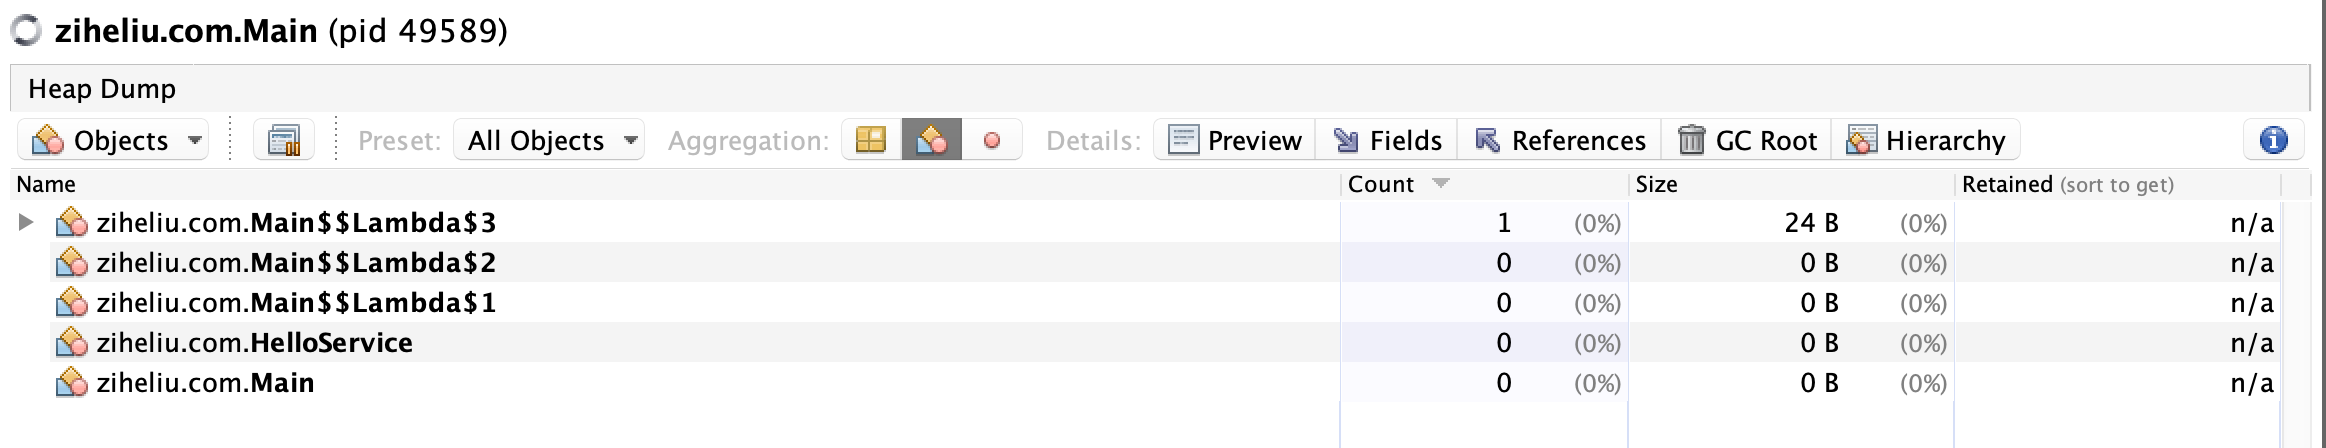 ziheliu.com.Main (pid 49589)
Heap Dump
Objects Preset: All Objects Aggregation: Details: Preview Fields References GC Root Hierarchy
Name Count Size Retained (sort to get)
ziheliu.com.Main$$Lambda$3 1 (0%) 24 B (0%) n/a
ziheliu.com.Main$$Lambda$2 0 (0%) 0 B (0%) n/a
ziheliu.com.Main$$Lambda$1 0 (0%) 0 B (0%) n/a
ziheliu.com.HelloService 0 (0%) 0 B (0%) n/a
ziheliu.com.Main 0 (0%) 0 B (0%) n/a